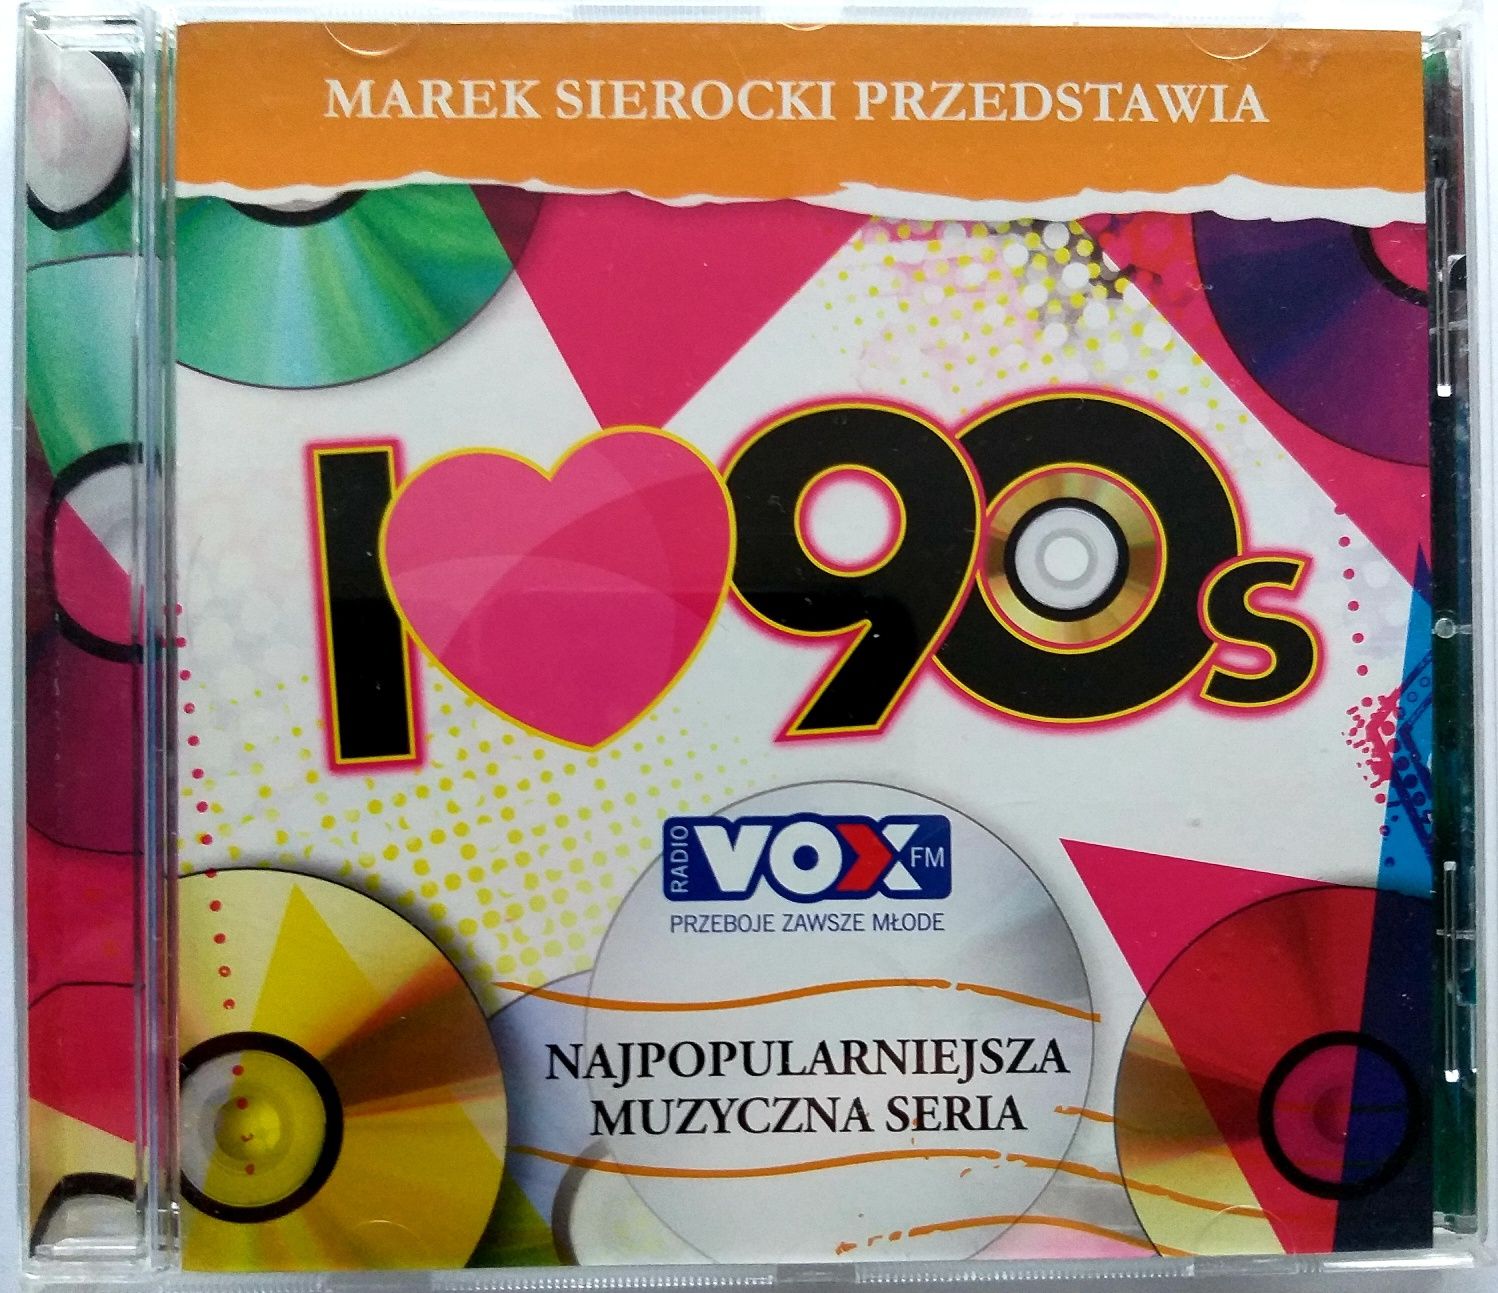 MAREK SIEROCKI PRZEDSTAWIA
I 90s
RADIO VOX FM
PRZEBOJE ZAWSZE MŁODE
NAJPOPULARNIEJSZA
MUZYCZNA SERIA